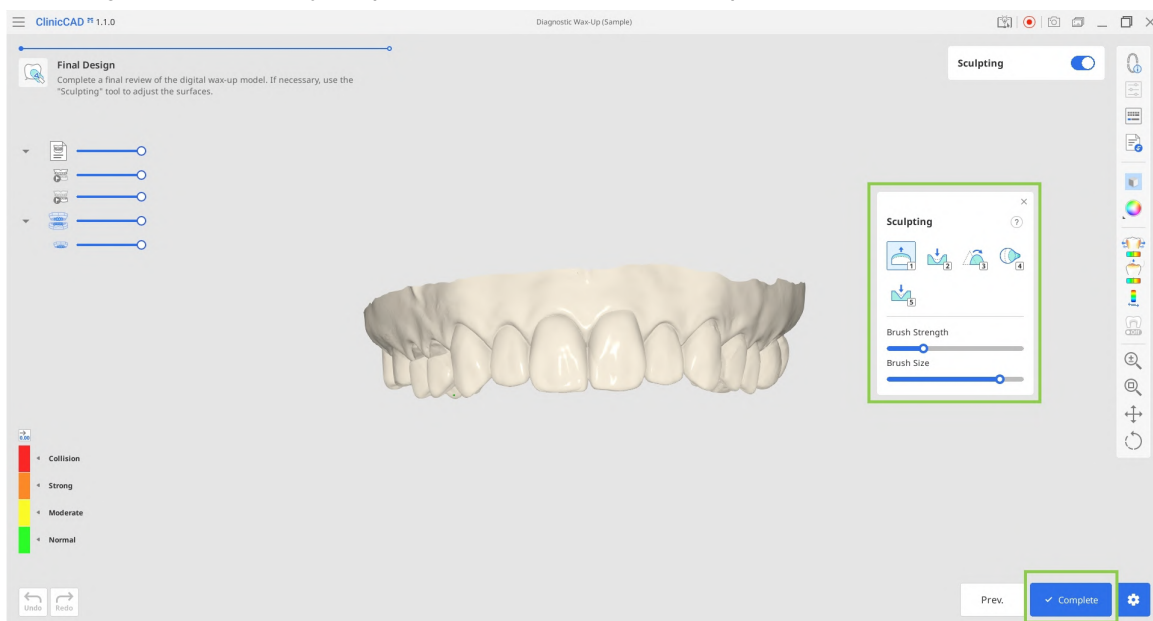 ClinicCAD 1.1.0
Diagnostic Wax-Up (Sample)
Final Design
Complete a final review of the digital wax-up model. If necessary, use the
"Sculpting" tool to adjust the surfaces.
Sculpting
Sculpting
?
1
2
3
4
5
Brush Strength
Brush Size
0.00
Collision
Strong
Moderate
Normal
Undo
Redo
Prev.
Complete